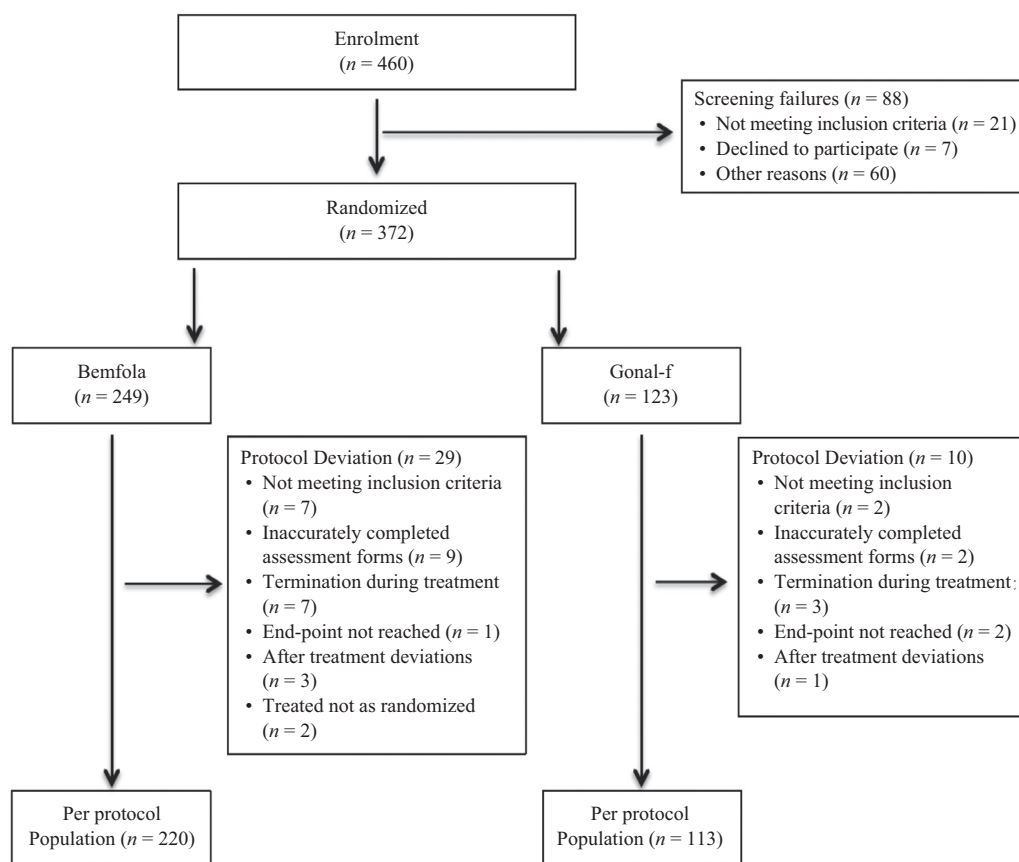 Enrolment
(n = 460)
Screening failures (n = 88)
• Not meeting inclusion criteria (n = 21)
• Declined to participate (n = 7)
• Other reasons (n = 60)
Randomized
(n = 372)
Bemfola
(n = 249)
Gonal-f
(n = 123)
Protocol Deviation (n = 29)
• Not meeting inclusion criteria
(n = 7)
• Inaccurately completed
assessment forms (n = 9)
• Termination during treatment
(n = 7)
• End-point not reached (n = 1)
• After treatment deviations
(n = 3)
• Treated not as randomized
(n = 2)
Protocol Deviation (n = 10)
• Not meeting inclusion
criteria (n = 2)
• Inaccurately completed
assessment forms (n = 2)
• Termination during treatment:
(n = 3)
• End-point not reached (n = 2)
• After treatment deviations
(n = 1)
Per protocol
Population (n = 220)
Per protocol
Population (n = 113)